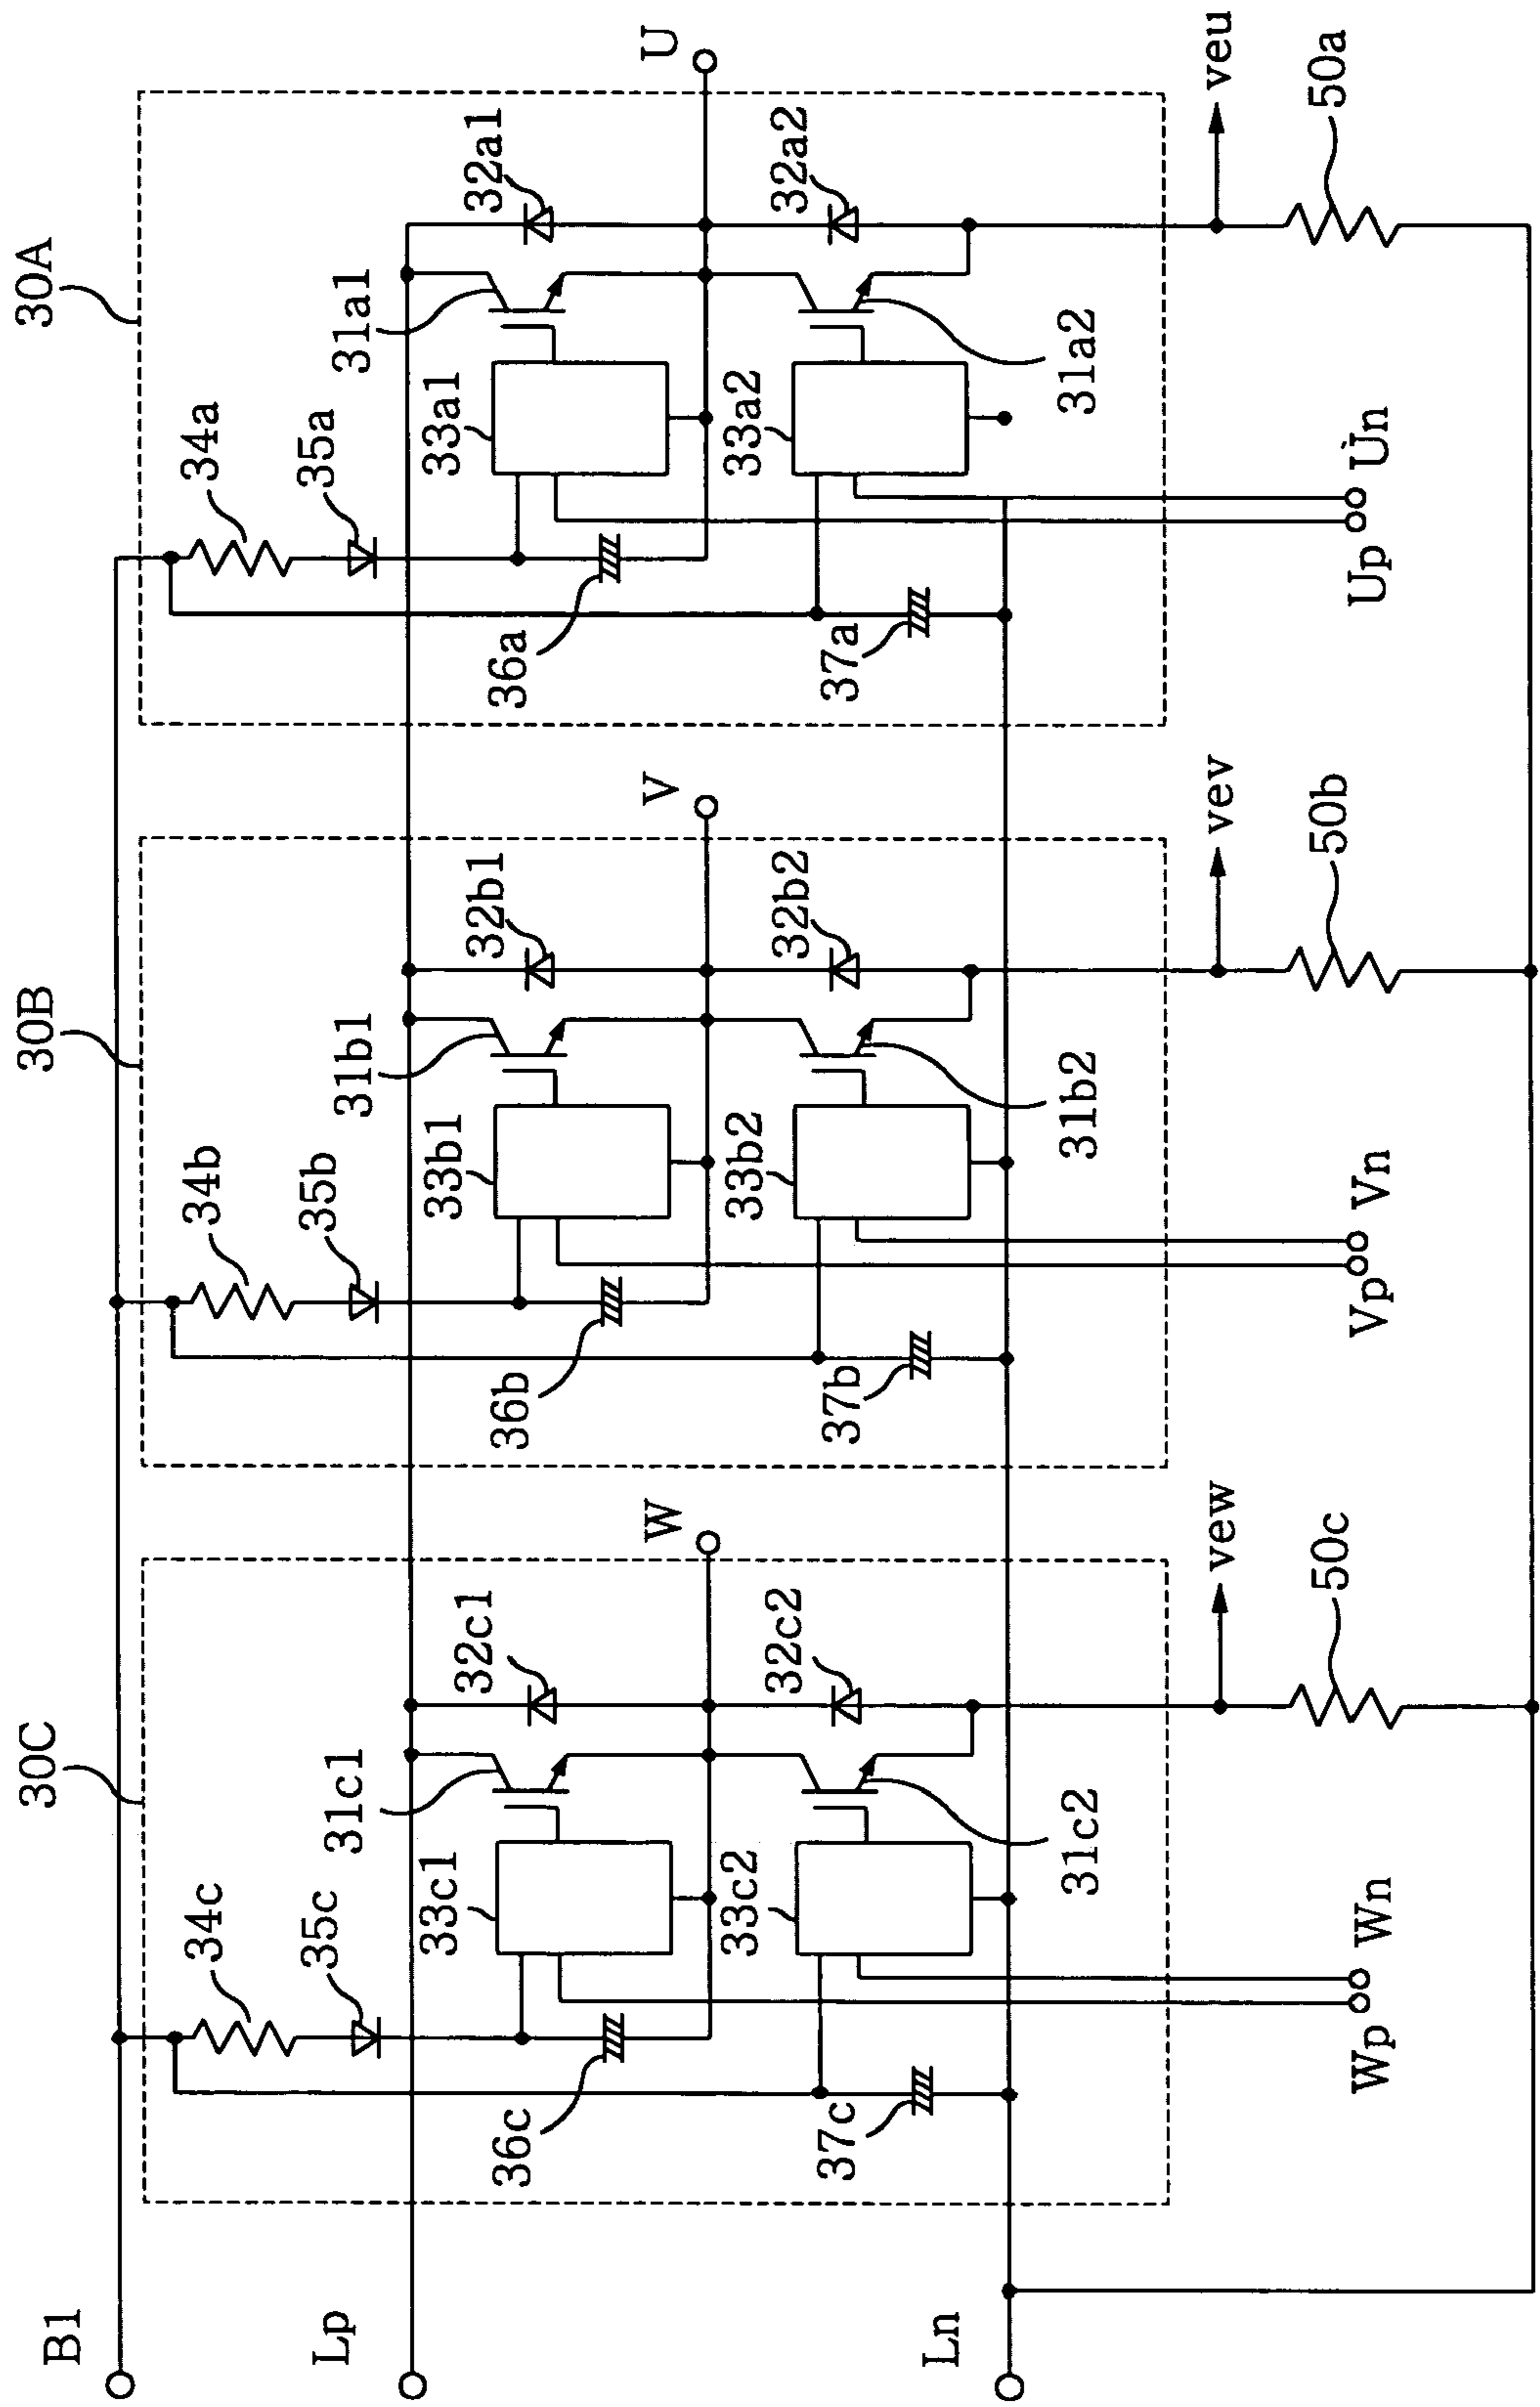 30A
34a
35a
31a1
32a1
33a1
U
36a
33a2
32a2
37a
31a2
Up
U̇n
veu
50a
30B
34b
35b
31b1
32b1
33b1
V
36b
33b2
32b2
37b
31b2
Vp
Vn
vev
50b
30C
34c
35c
31c1
32c1
33c1
W
36c
33c2
32c2
37c
31c2
Wp
Wn
vew
50c
B1
Lp
Ln